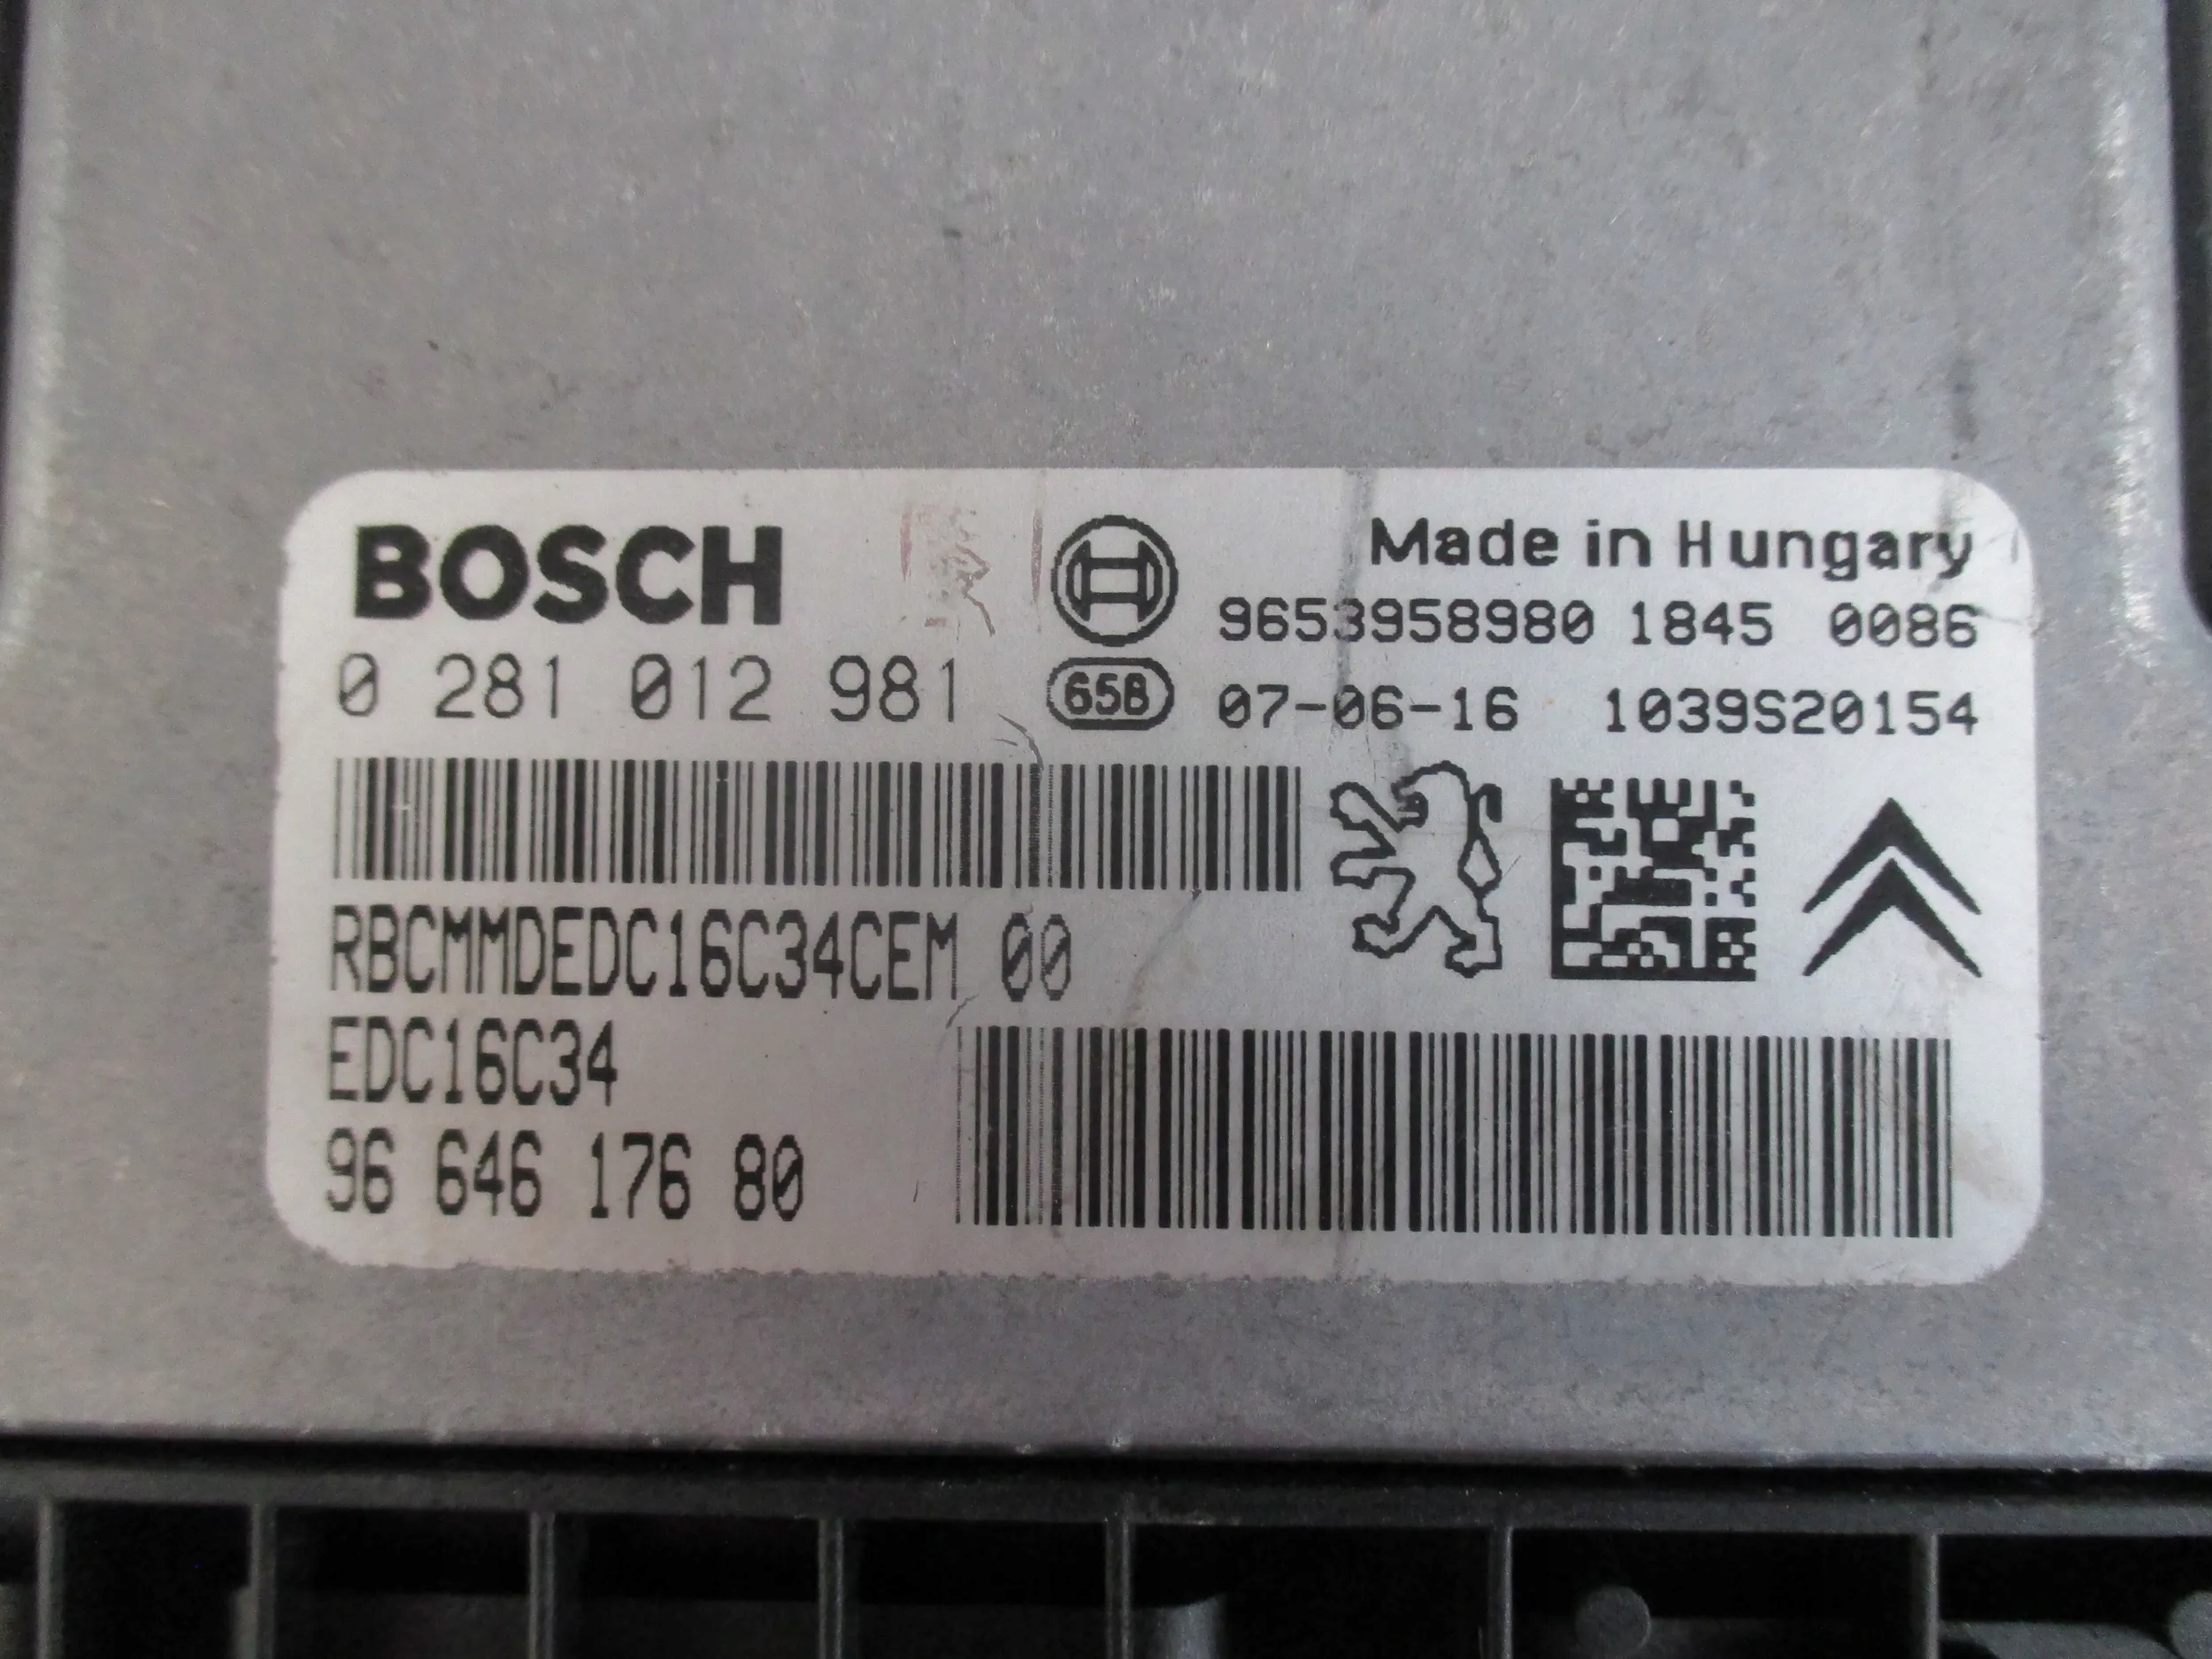 BOSCH
Made in Hungary
9653958980 1845 0086
0 281 012 981
65B
07-06-16 1039S20154
RBCMMDEDC16C34CEM 00
EDC16C34
96 646 176 80